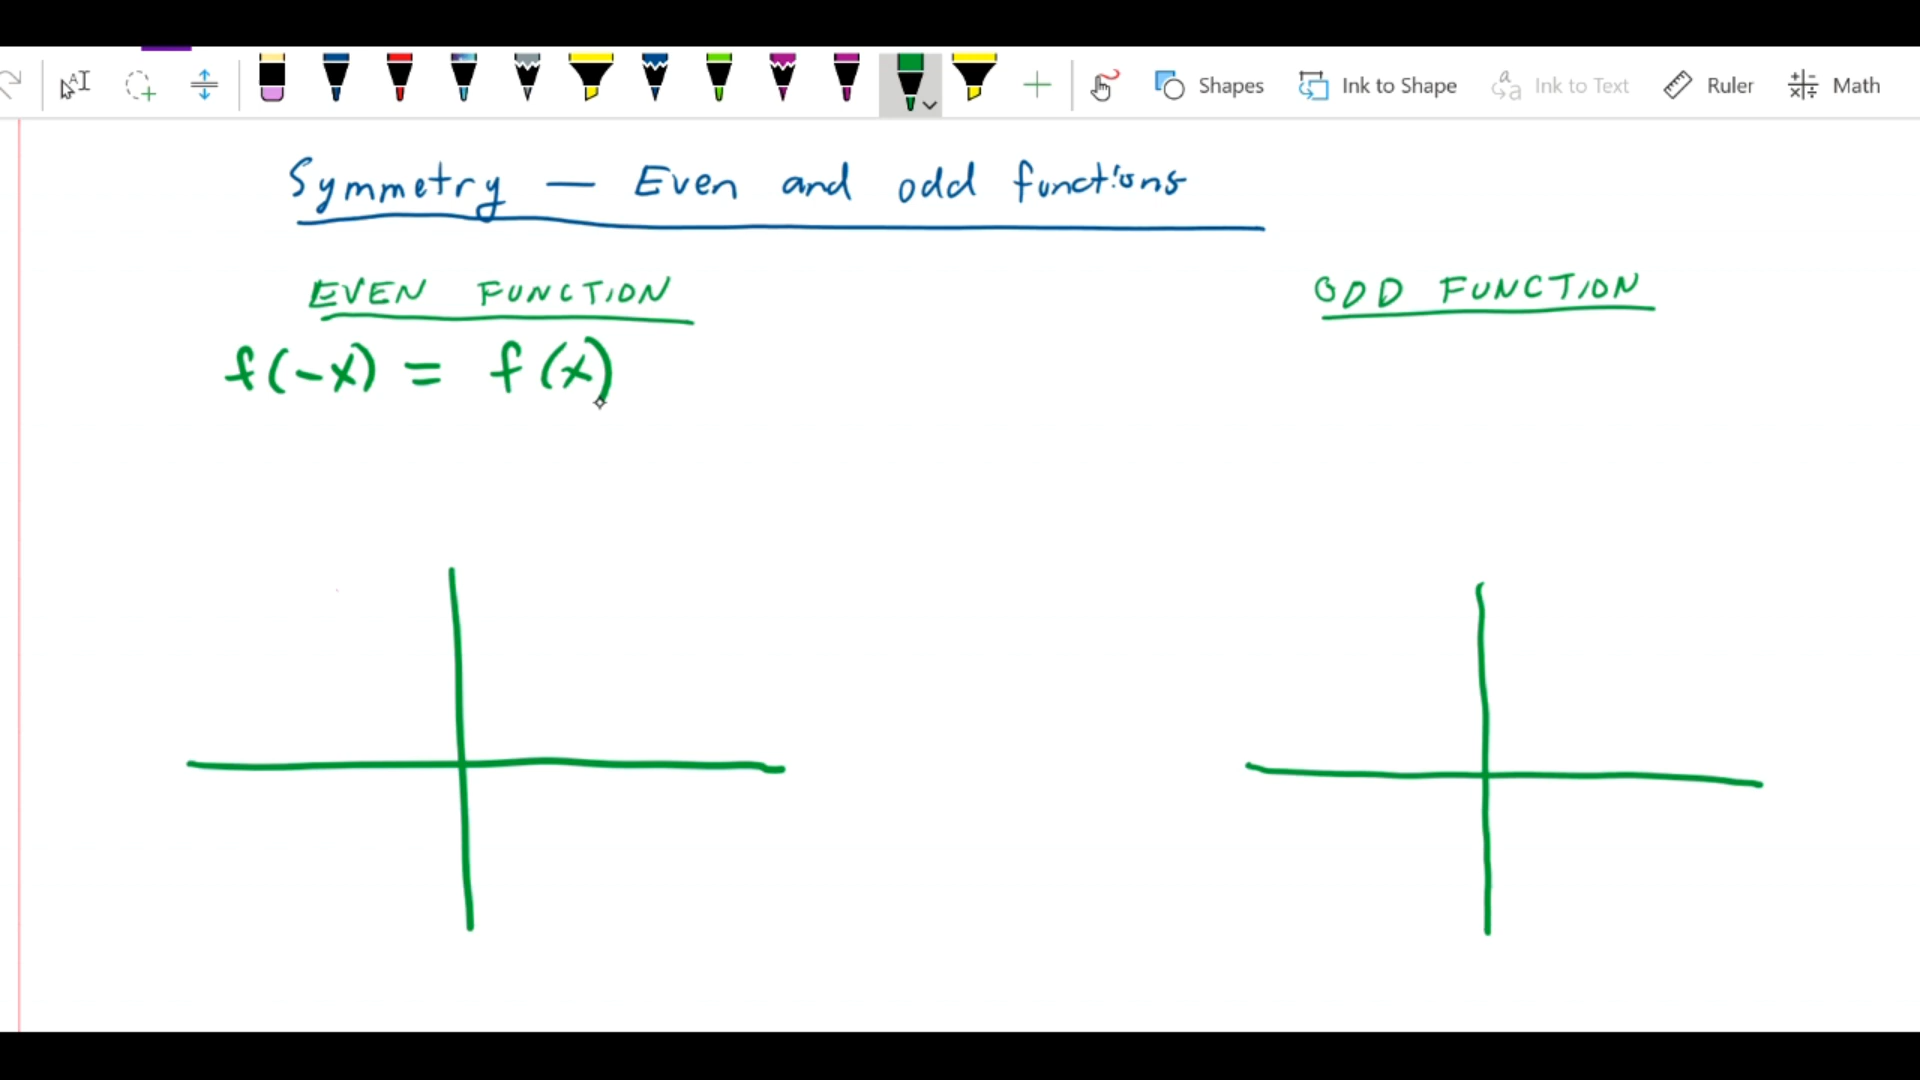 Shapes Ink to Shape Ink to Text Ruler Math
Symmetry — Even and odd functions
EVEN FUNCTION
ODD FUNCTION
f(-x) = f(x)